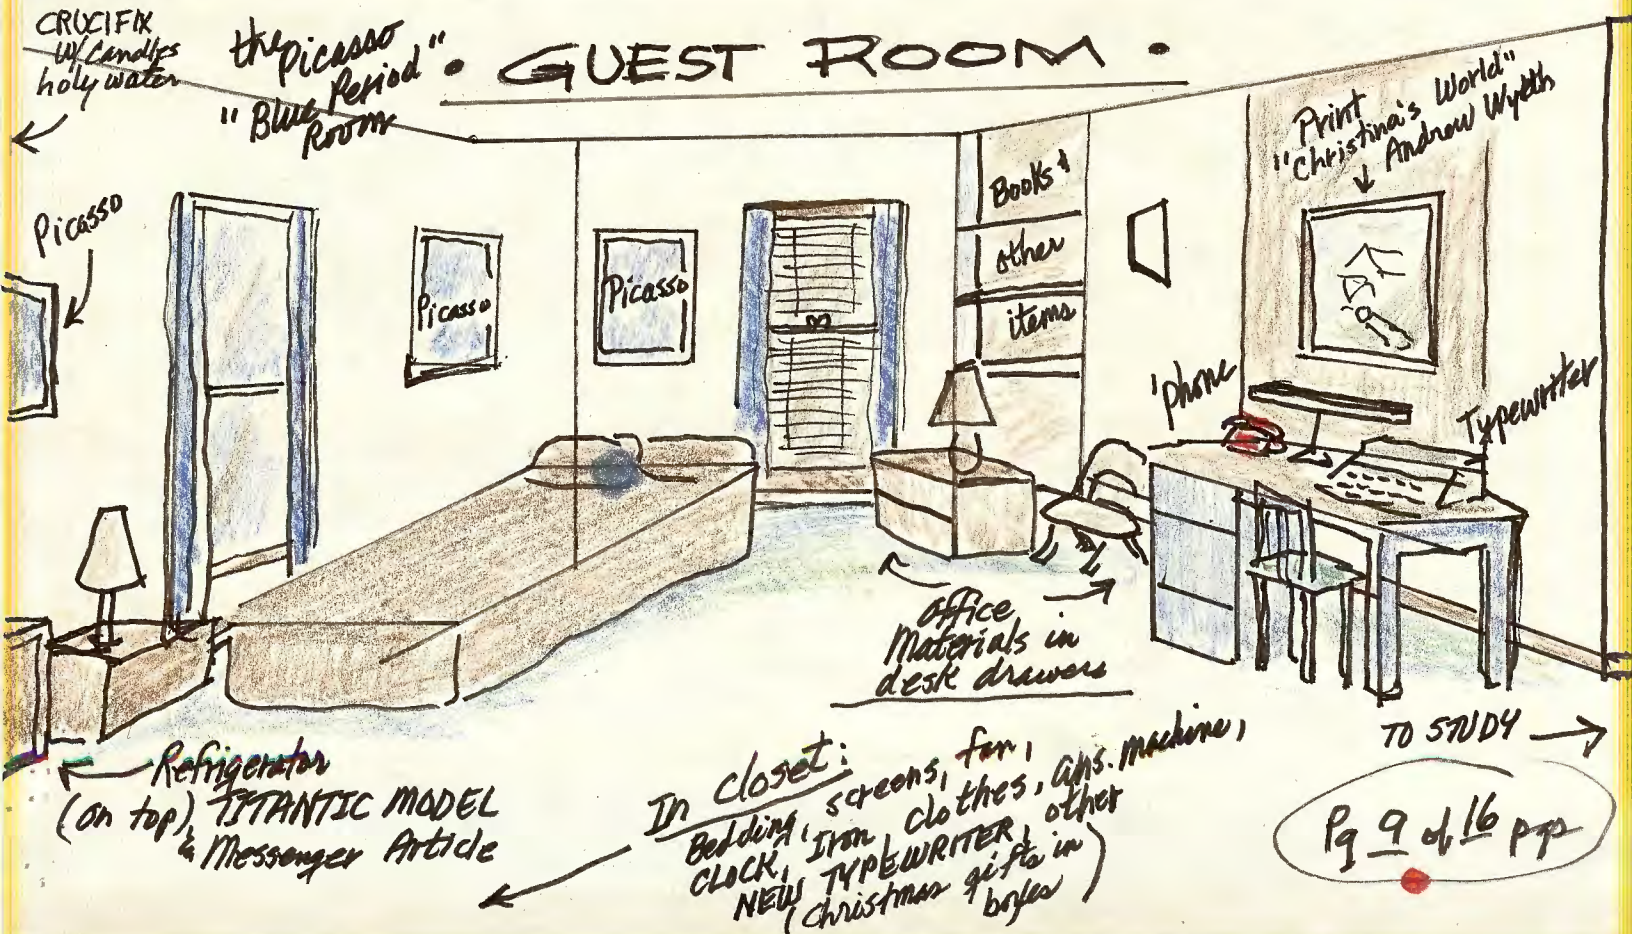 CRUCIFIX
W/ Candles
holy water
the Picasso
"Blue Period"
Room
• GUEST ROOM •
Print
"Christina's World"
Andrew Wyeth
Picasso
Picasso
Picasso
Books &
other
items
'phone
Typewriter
office
Materials in
desk drawers
TO STUDY
Refrigerator
(on top) TITANTIC MODEL
& Messenger Article
In closet:
Bedding, screens, fan,
CLOCK, Iron, clothes, ans. machine,
NEW TYPEWRITER, other
(Christmas gifts in
boxes)
Pg 9 of 16 pgs